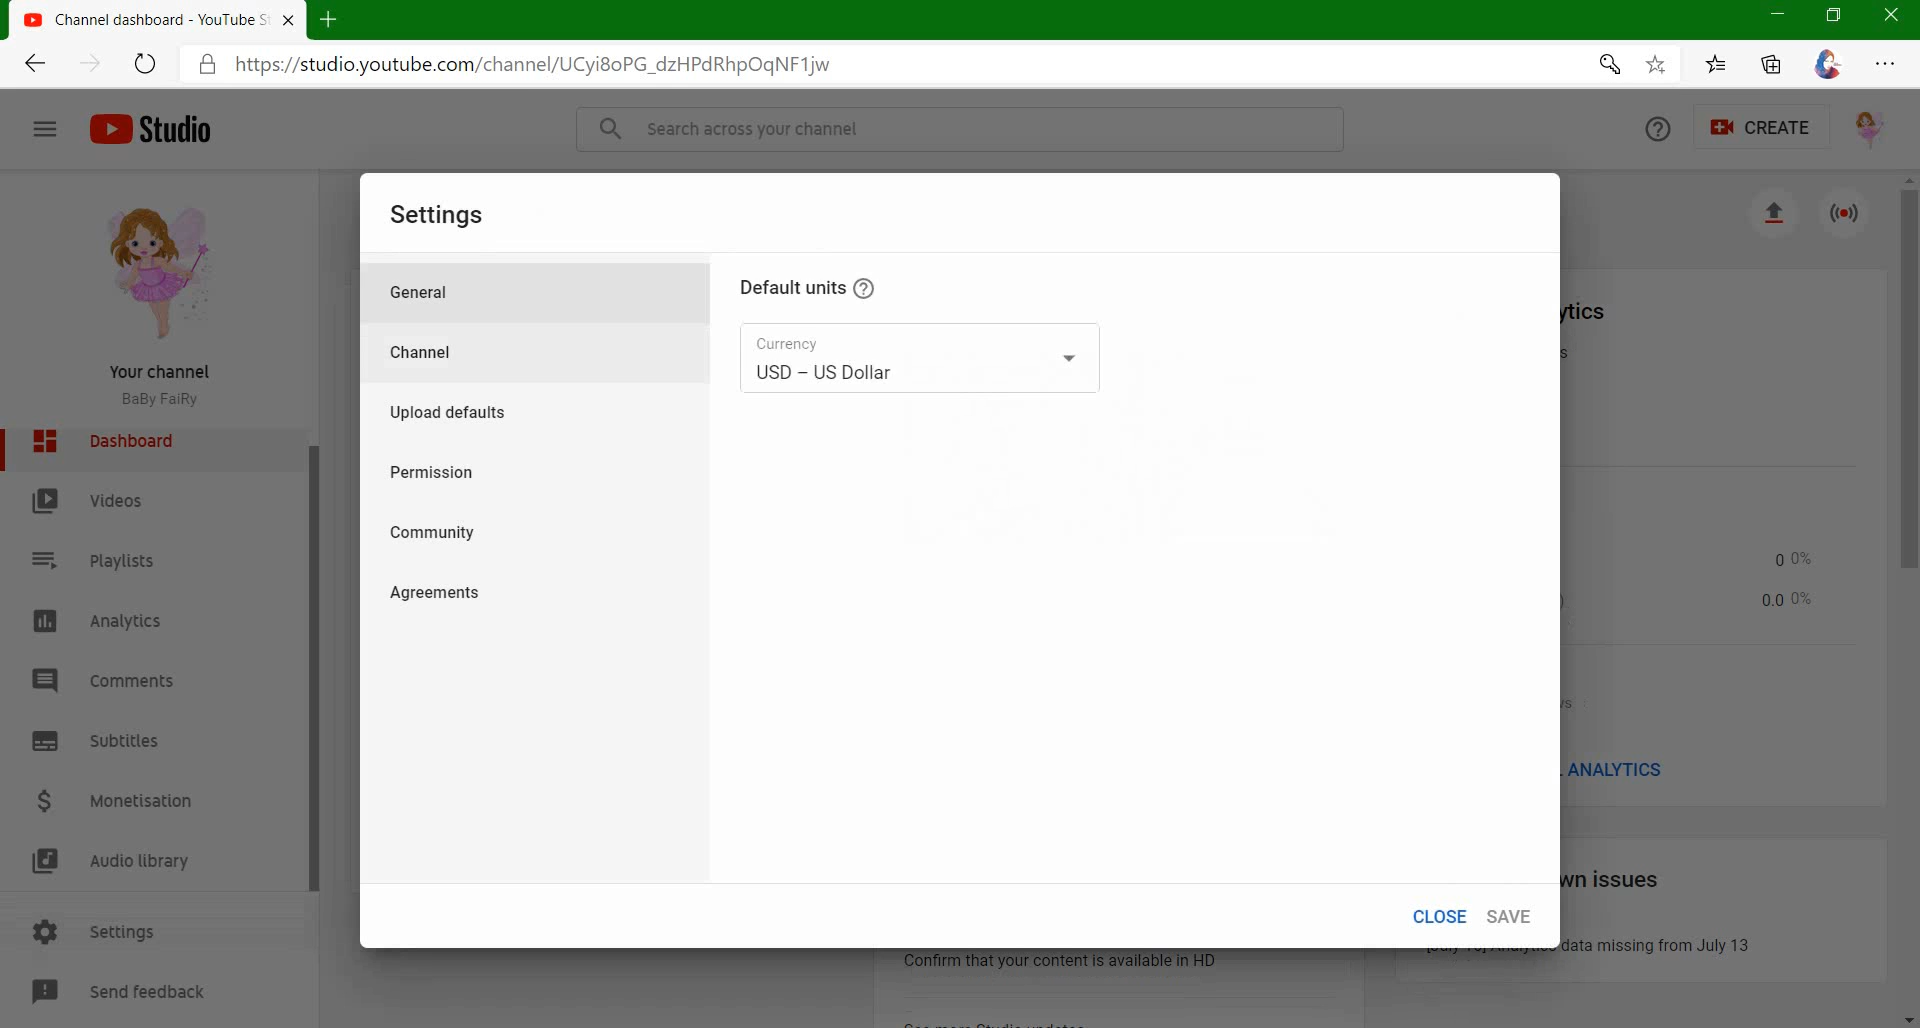 Channel dashboard - YouTube St
https://studio.youtube.com/channel/UCyi8oPG_dzHPdRhpOqNF1jw
Studio
Search across your channel
CREATE
Your channel
BaBy FaiRy
Dashboard
Videos
Playlists
Analytics
Comments
Subtitles
Monetisation
Audio library
Settings
Send feedback
Settings
General
Channel
Upload defaults
Permission
Community
Agreements
Default units
Currency
USD – US Dollar
CLOSE
SAVE
ytics
s
0 0%
0.0 0%
ANALYTICS
wn issues
data missing from July 13
Confirm that your content is available in HD